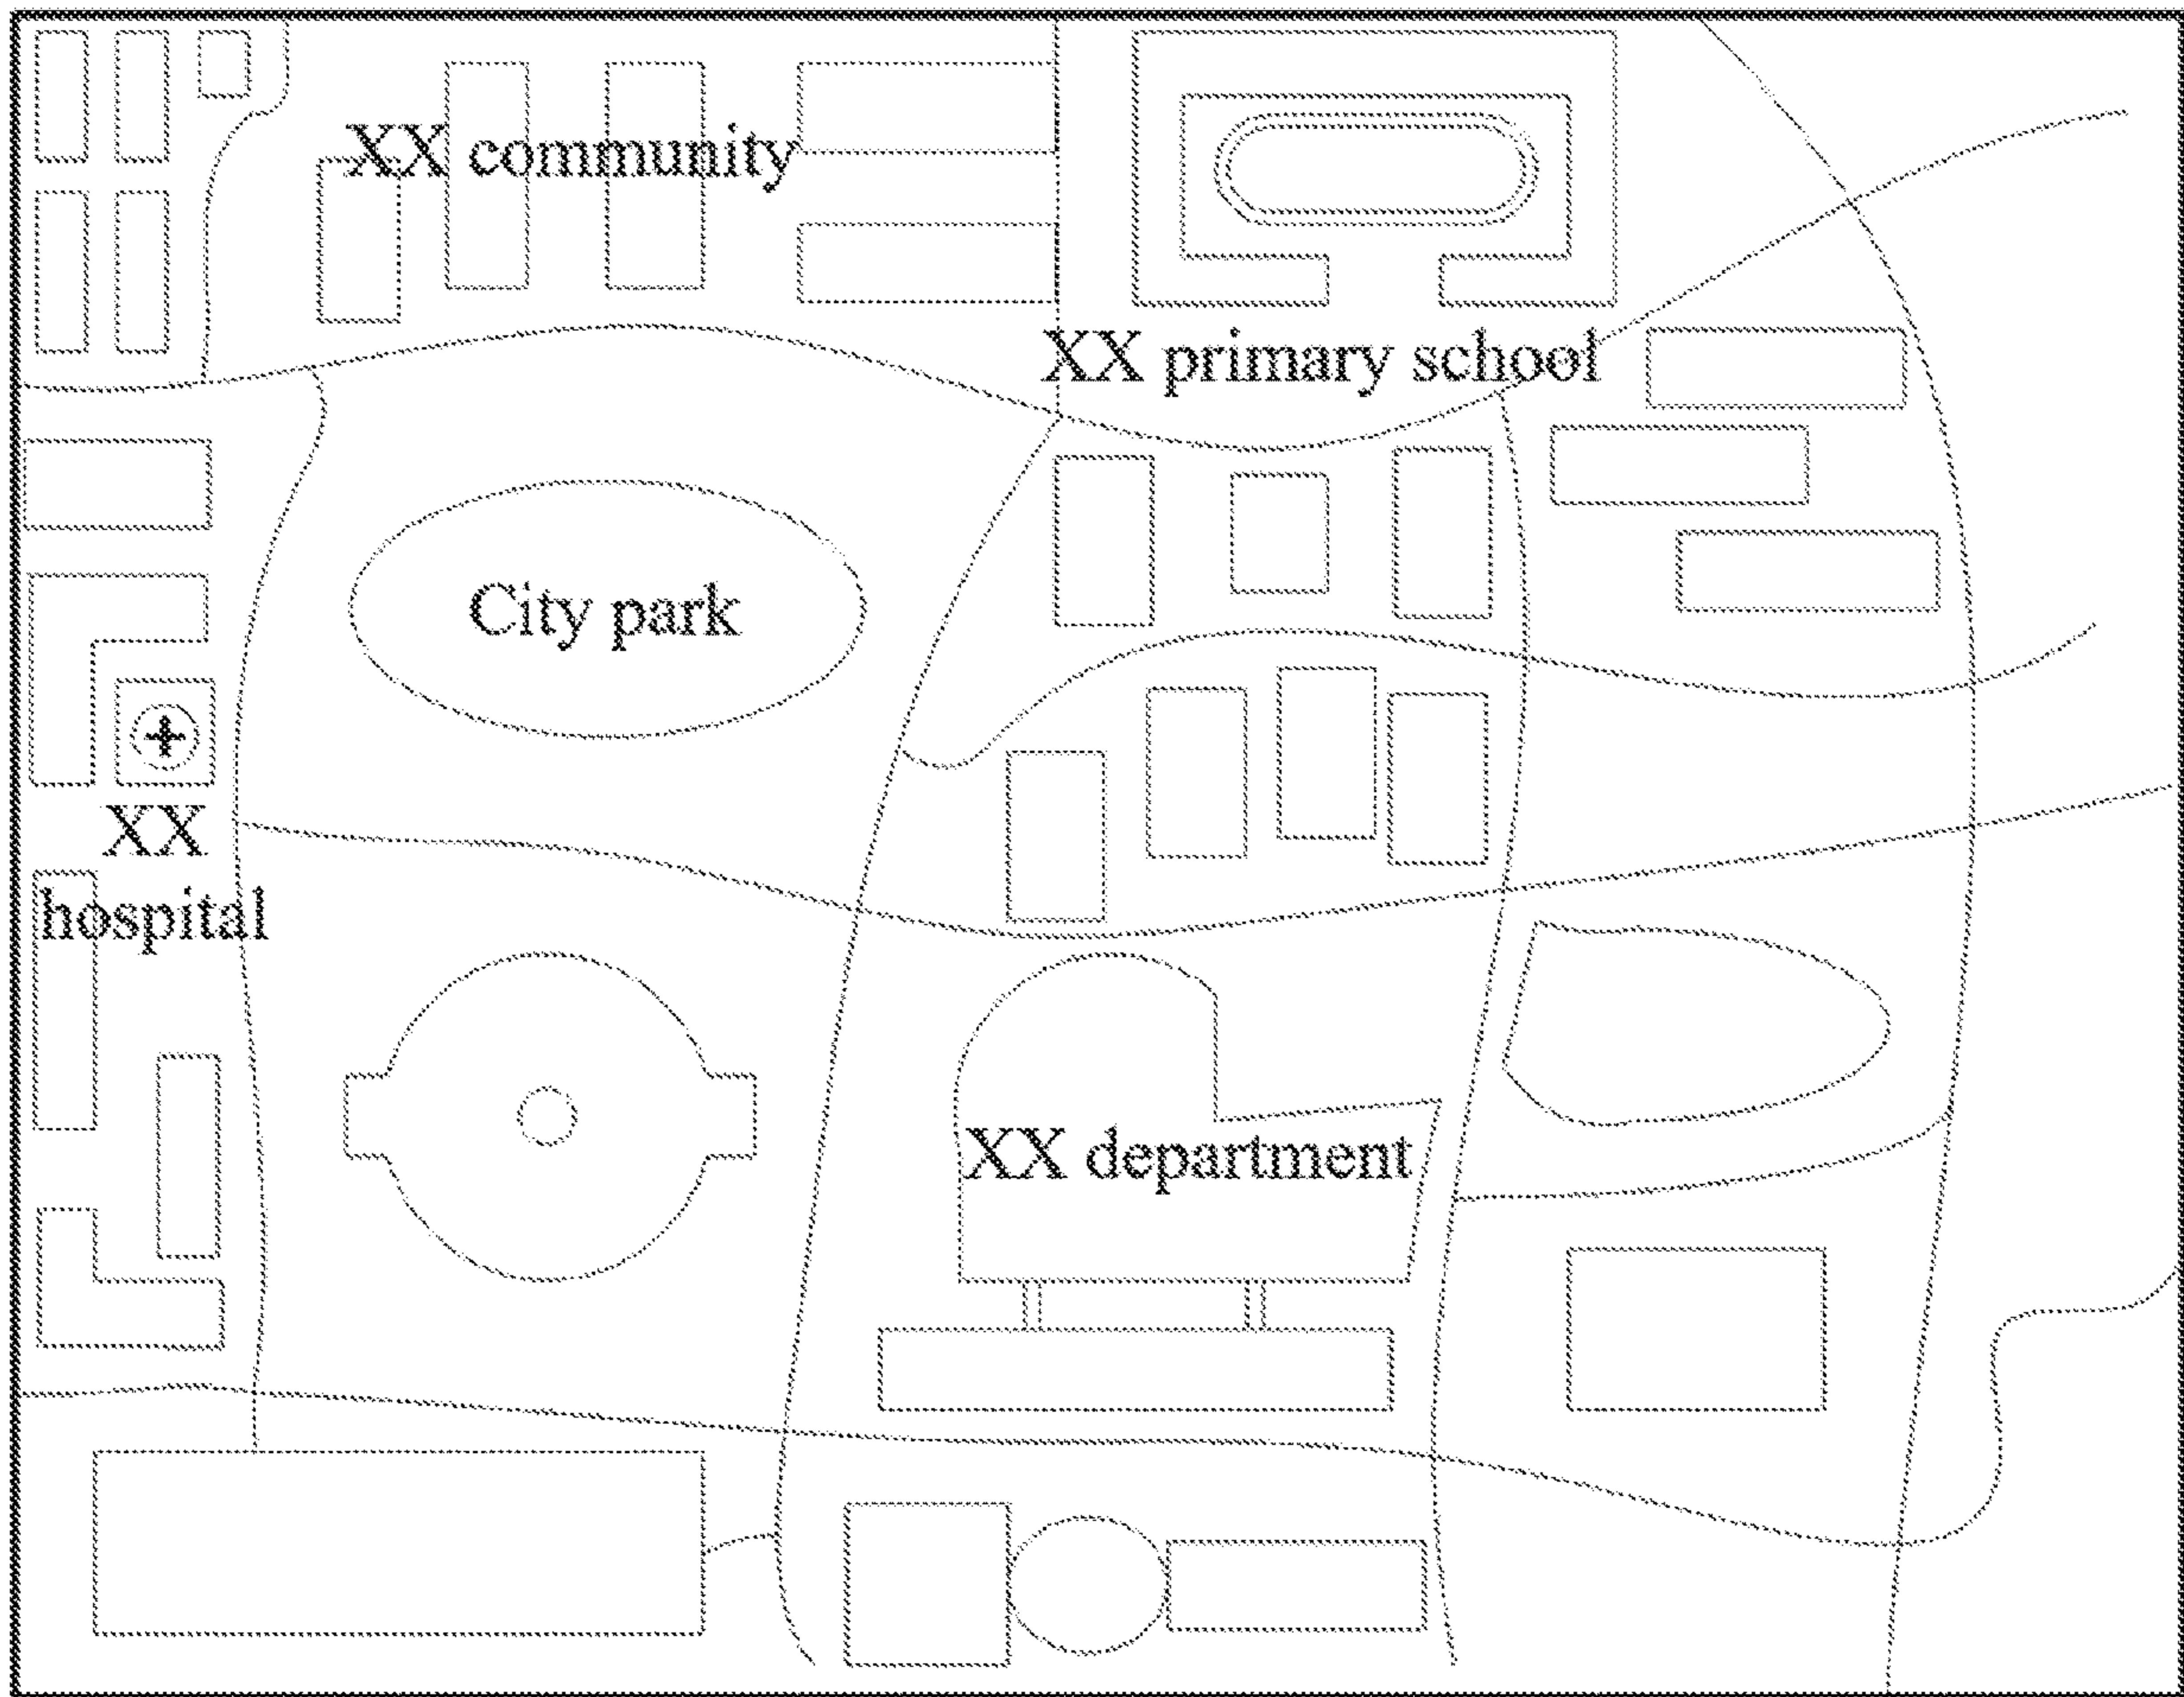 XX community
XX primary school
City park
XX
hospital
XX department